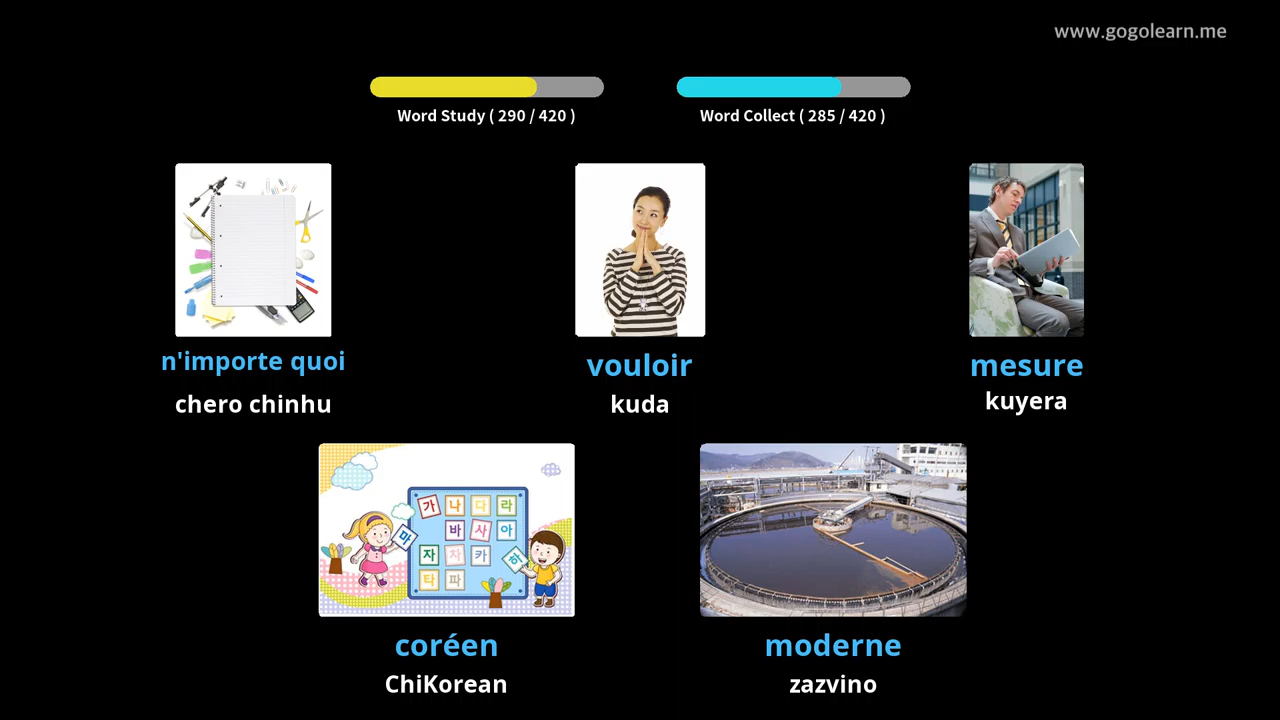 www.gogolearn.me
Word Study ( 290 / 420 )
Word Collect ( 285 / 420 )
n'importe quoi
chero chinhu
vouloir
kuda
mesure
kuyera
가 나 다 라
마 바 사 아
자 차 카 하
타 파
coréen
ChiKorean
moderne
zazvino